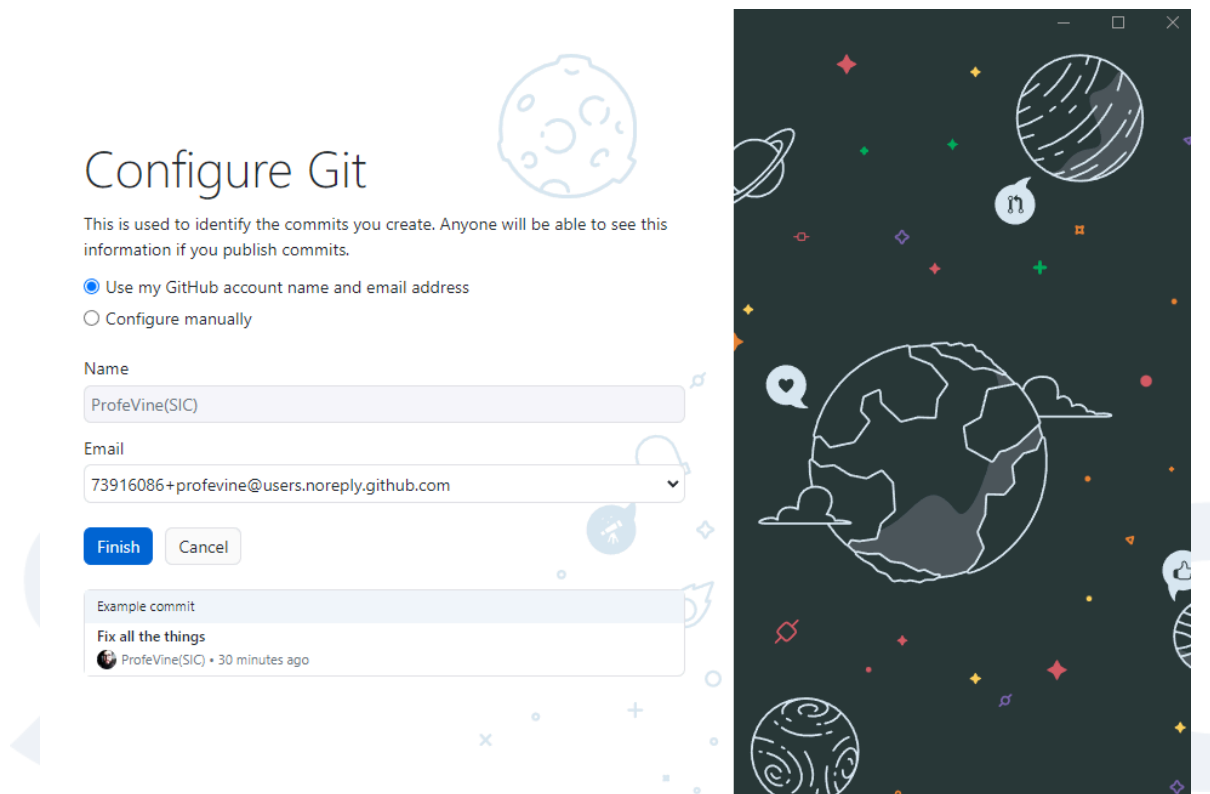 Configure Git
This is used to identify the commits you create. Anyone will be able to see this
information if you publish commits.
Use my GitHub account name and email address
Configure manually
Name
ProfeVine(SIC)
Email
73916086+profevine@users.noreply.github.com
Finish
Cancel
Example commit
Fix all the things
ProfeVine(SIC) • 30 minutes ago